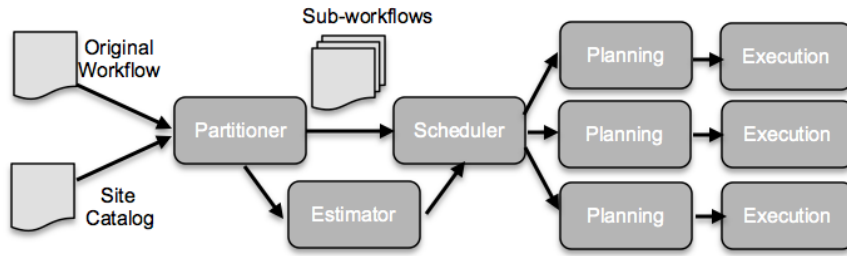 Original
Workflow
Sub-workflows
Planning
Execution
Partitioner
Scheduler
Planning
Execution
Site
Catalog
Estimator
Planning
Execution